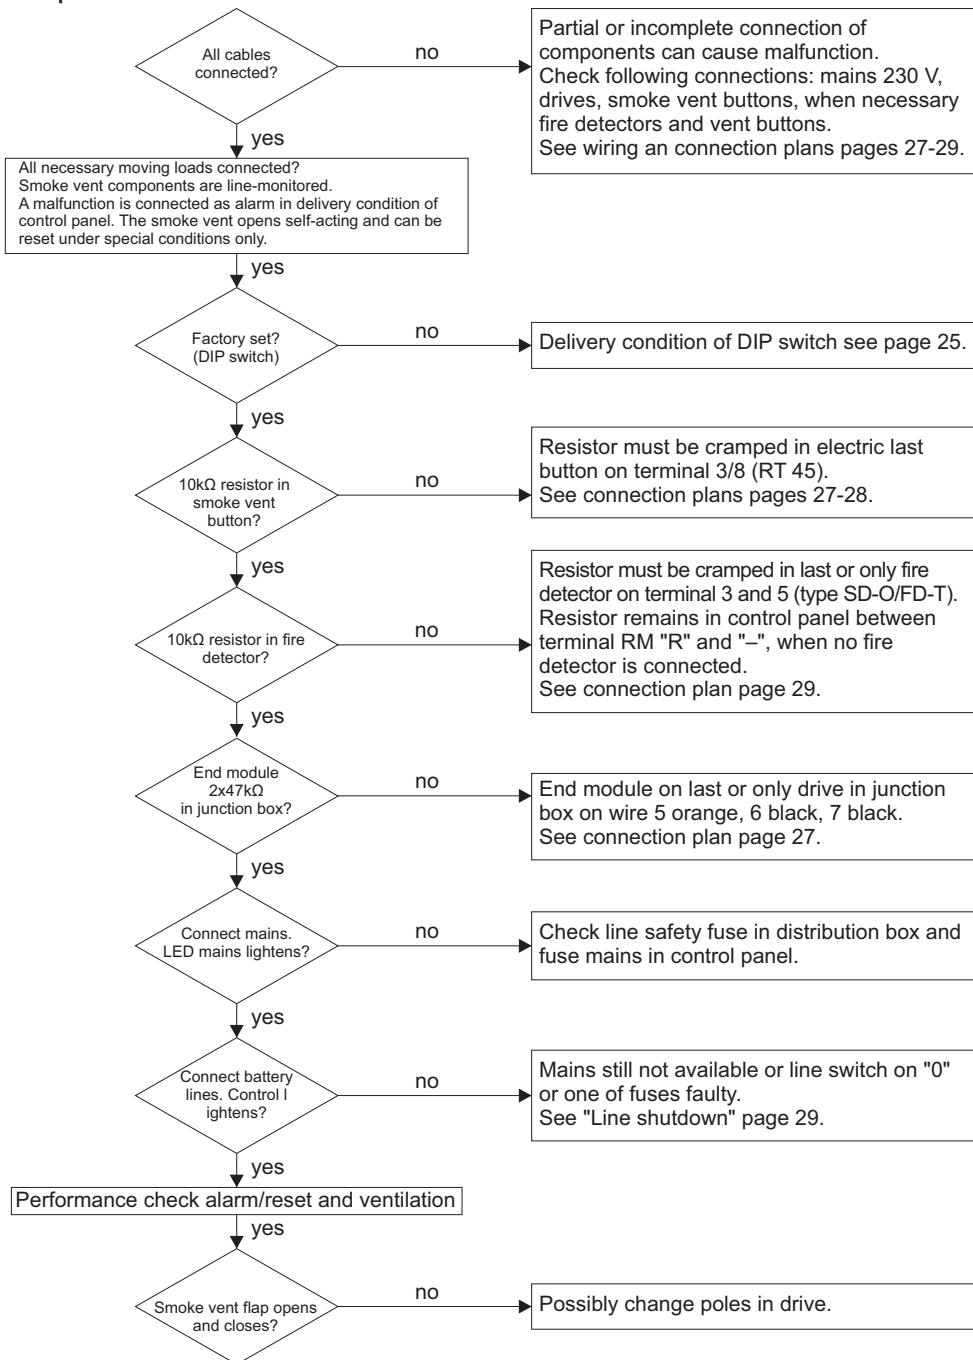 All cables
connected?
no
Partial or incomplete connection of
components can cause malfunction.
Check following connections: mains 230 V,
drives, smoke vent buttons, when necessary
fire detectors and vent buttons.
See wiring an connection plans pages 27-29.
yes
All necessary moving loads connected?
Smoke vent components are line-monitored.
A malfunction is connected as alarm in delivery condition of
control panel. The smoke vent opens self-acting and can be
reset under special conditions only.
yes
Factory set?
(DIP switch)
no
Delivery condition of DIP switch see page 25.
yes
10kΩ resistor in
smoke vent
button?
no
Resistor must be cramped in electric last
button on terminal 3/8 (RT 45).
See connection plans pages 27-28.
yes
10kΩ resistor in fire
detector?
no
Resistor must be cramped in last or only fire
detector on terminal 3 and 5 (type SD-O/FD-T).
Resistor remains in control panel between
terminal RM "R" and "–", when no fire
detector is connected.
See connection plan page 29.
yes
End module
2x47kΩ
in junction box?
no
End module on last or only drive in junction
box on wire 5 orange, 6 black, 7 black.
See connection plan page 27.
yes
Connect mains.
LED mains lightens?
no
Check line safety fuse in distribution box and
fuse mains in control panel.
yes
Connect battery
lines. Control l
ightens?
no
Mains still not available or line switch on "0"
or one of fuses faulty.
See "Line shutdown" page 29.
yes
Performance check alarm/reset and ventilation
yes
Smoke vent flap opens
and closes?
no
Possibly change poles in drive.